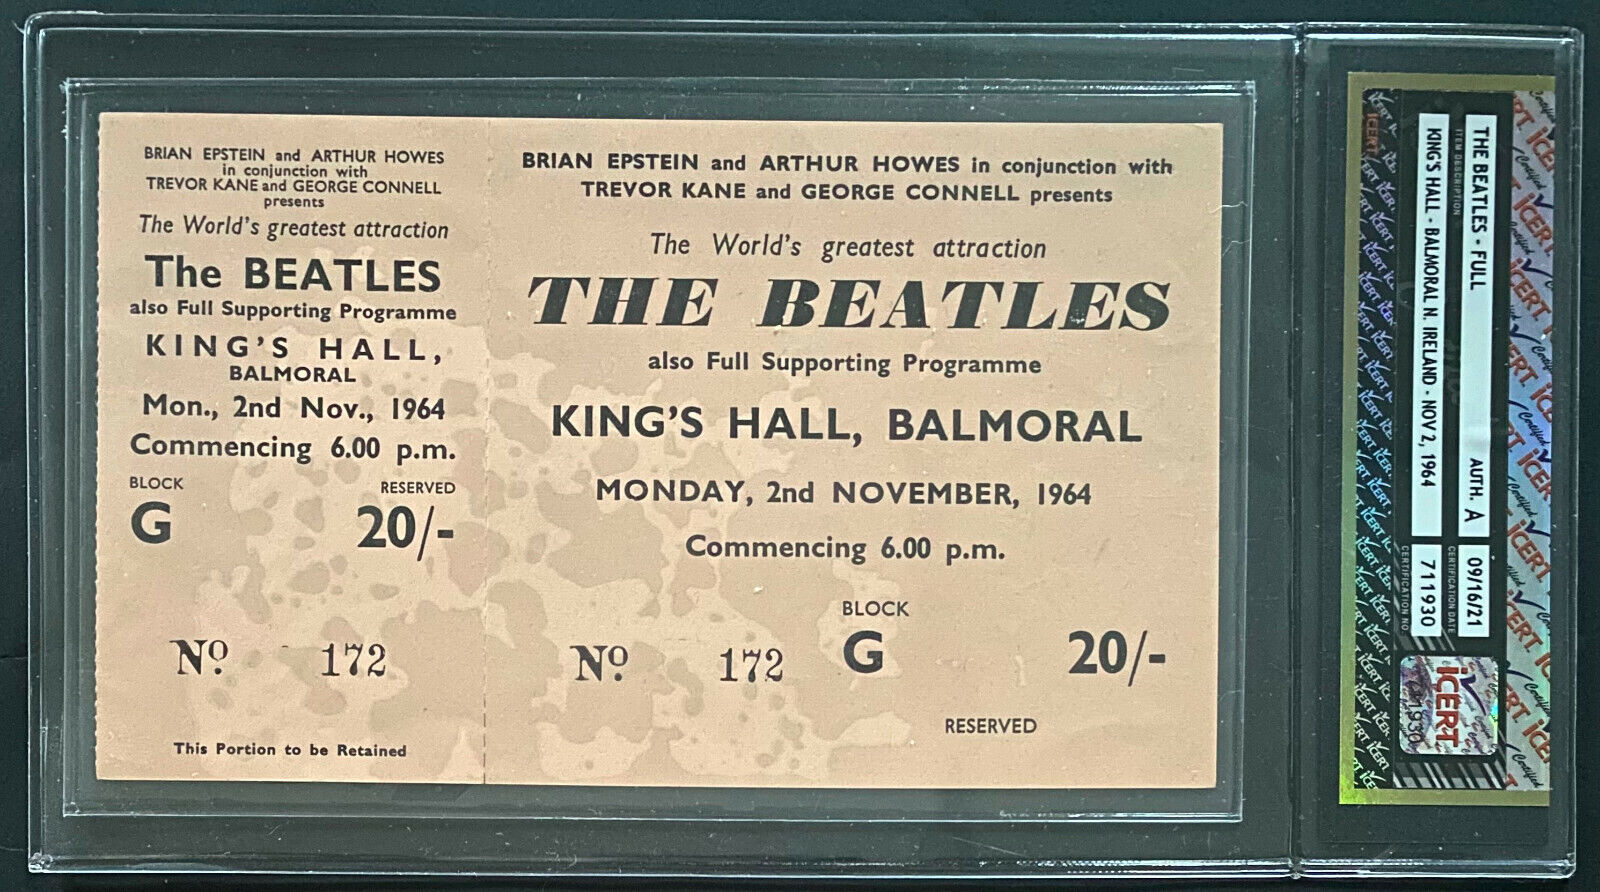 BRIAN EPSTEIN and ARTHUR HOWES
in conjunction with
TREVOR KANE and GEORGE CONNELL
presents
The World's greatest attraction
The BEATLES
also Full Supporting Programme
KING'S HALL,
BALMORAL
Mon., 2nd Nov., 1964
Commencing 6.00 p.m.
BLOCK RESERVED
G 20/-
No. 172
This Portion to be Retained
BRIAN EPSTEIN and ARTHUR HOWES in conjunction with
TREVOR KANE and GEORGE CONNELL presents
The World's greatest attraction
THE BEATLES
also Full Supporting Programme
KING'S HALL, BALMORAL
MONDAY, 2nd NOVEMBER, 1964
Commencing 6.00 p.m.
BLOCK
No. 172 G 20/-
RESERVED
THE BEATLES - FULL AUTH. A 09/16/21
ITEM DESCRIPTION CERTIFICATION DATE
KING'S HALL - BALMORAL N. IRELAND - NOV 2, 1964 711930
CERTIFICATION NO
iCERT